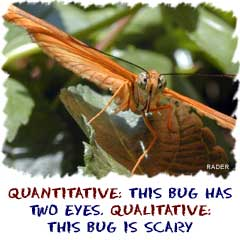 RADER
QUANTITATIVE: THIS BUG HAS
TWO EYES. QUALITATIVE:
THIS BUG IS SCARY